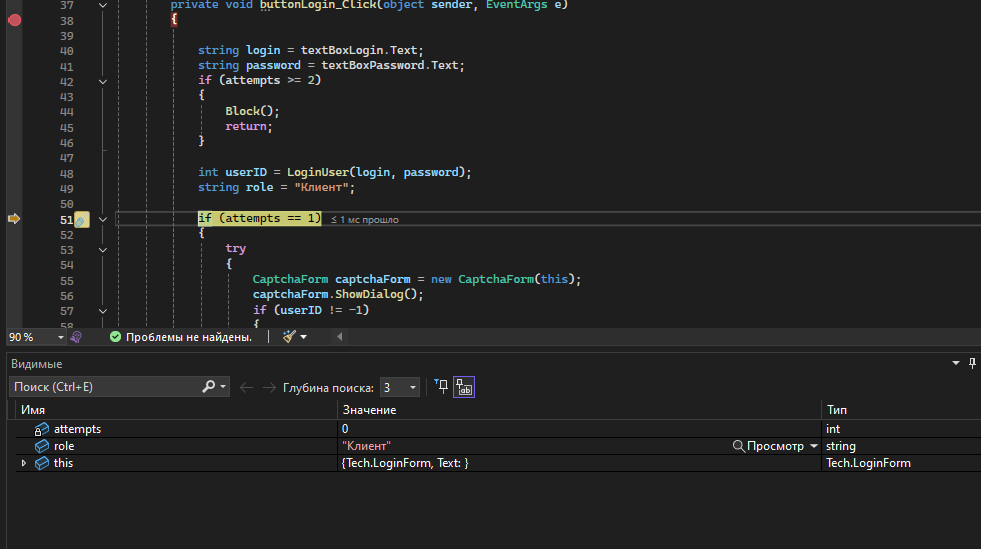 37 private void buttonLogin_Click(object sender, EventArgs e)
38 {
39
40 string login = textBoxLogin.Text;
41 string password = textBoxPassword.Text;
42 if (attempts >= 2)
43 {
44 Block();
45 return;
46 }
47
48 int userID = LoginUser(login, password);
49 string role = "Клиент";
50
51 if (attempts == 1) ≤ 1 мс прошло
52 {
53 try
54 {
55 CaptchaForm captchaForm = new CaptchaForm(this);
56 captchaForm.ShowDialog();
57 if (userID != -1)
58 {
90 % Проблемы не найдены.
Видимые
Поиск (Ctrl+E) Глубина поиска: 3
Имя Значение Тип
attempts 0 int
role "Клиент" Просмотр string
this {Tech.LoginForm, Text: } Tech.LoginForm